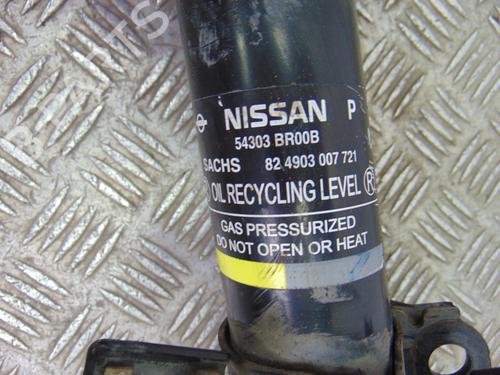 NISSAN P
54303 BR00B
SACHS 82 4903 007 721
OIL RECYCLING LEVEL R
GAS PRESSURIZED
DO NOT OPEN OR HEAT